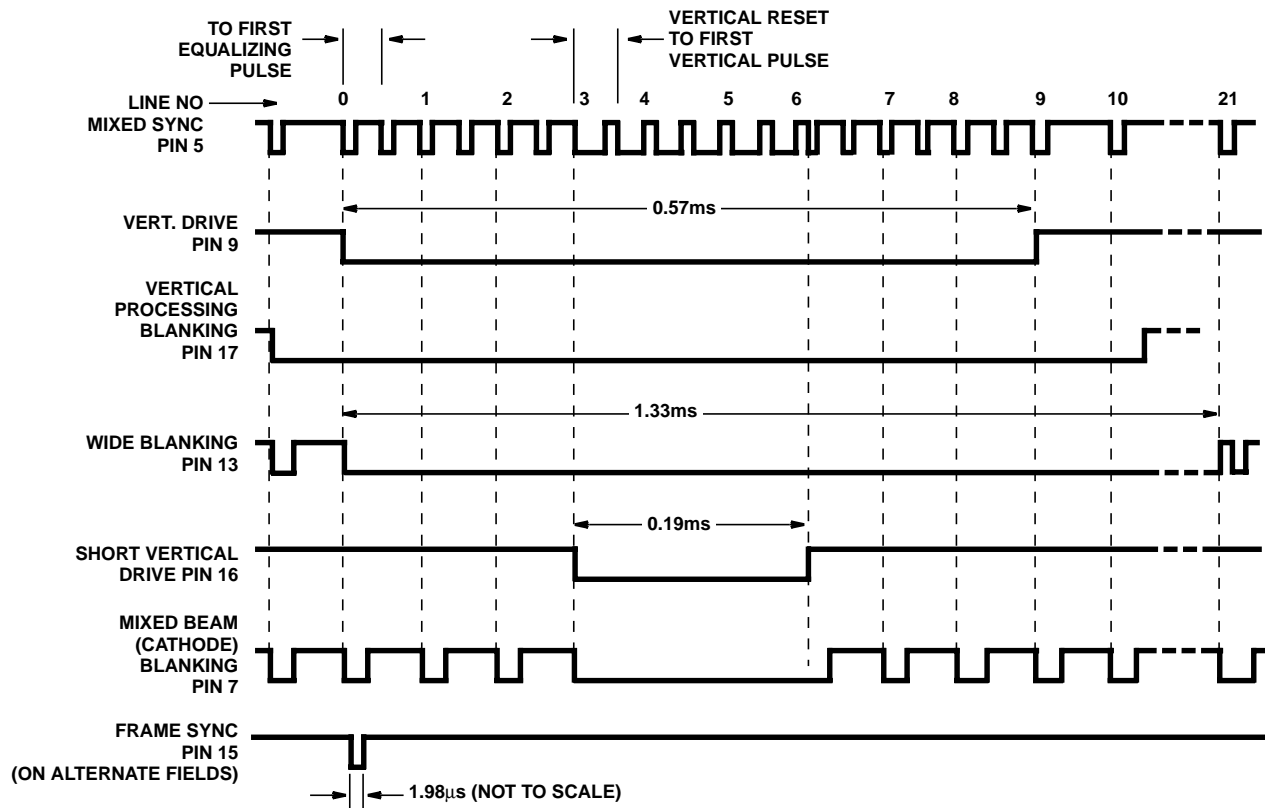 TO FIRST
EQUALIZING
PULSE
VERTICAL RESET
TO FIRST
VERTICAL PULSE
LINE NO
0 1 2 3 4 5 6 7 8 9 10 21
MIXED SYNC
PIN 5
0.57ms
VERT. DRIVE
PIN 9
VERTICAL
PROCESSING
BLANKING
PIN 17
1.33ms
WIDE BLANKING
PIN 13
0.19ms
SHORT VERTICAL
DRIVE PIN 16
MIXED BEAM
(CATHODE)
BLANKING
PIN 7
FRAME SYNC
PIN 15
(ON ALTERNATE FIELDS)
1.98μs (NOT TO SCALE)